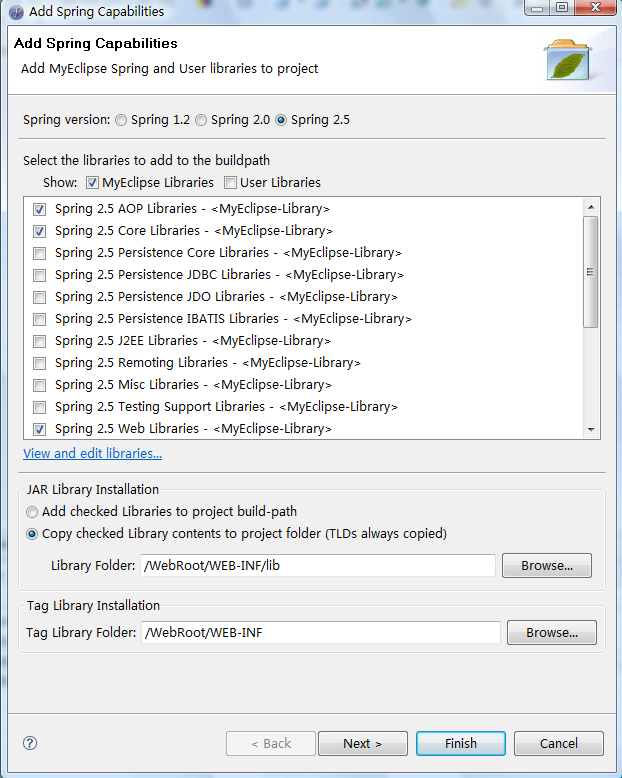 Add Spring Capabilities
Add Spring Capabilities
Add MyEclipse Spring and User libraries to project
Spring version: Spring 1.2 Spring 2.0 Spring 2.5
Select the libraries to add to the buildpath
Show: MyEclipse Libraries User Libraries
Spring 2.5 AOP Libraries - <MyEclipse-Library>
Spring 2.5 Core Libraries - <MyEclipse-Library>
Spring 2.5 Persistence Core Libraries - <MyEclipse-Library>
Spring 2.5 Persistence JDBC Libraries - <MyEclipse-Library>
Spring 2.5 Persistence JDO Libraries - <MyEclipse-Library>
Spring 2.5 Persistence IBATIS Libraries - <MyEclipse-Library>
Spring 2.5 J2EE Libraries - <MyEclipse-Library>
Spring 2.5 Remoting Libraries - <MyEclipse-Library>
Spring 2.5 Misc Libraries - <MyEclipse-Library>
Spring 2.5 Testing Support Libraries - <MyEclipse-Library>
Spring 2.5 Web Libraries - <MyEclipse-Library>
View and edit libraries...
JAR Library Installation
Add checked Libraries to project build-path
Copy checked Library contents to project folder (TLDs always copied)
Library Folder: /WebRoot/WEB-INF/lib Browse...
Tag Library Installation
Tag Library Folder: /WebRoot/WEB-INF Browse...
? < Back Next > Finish Cancel